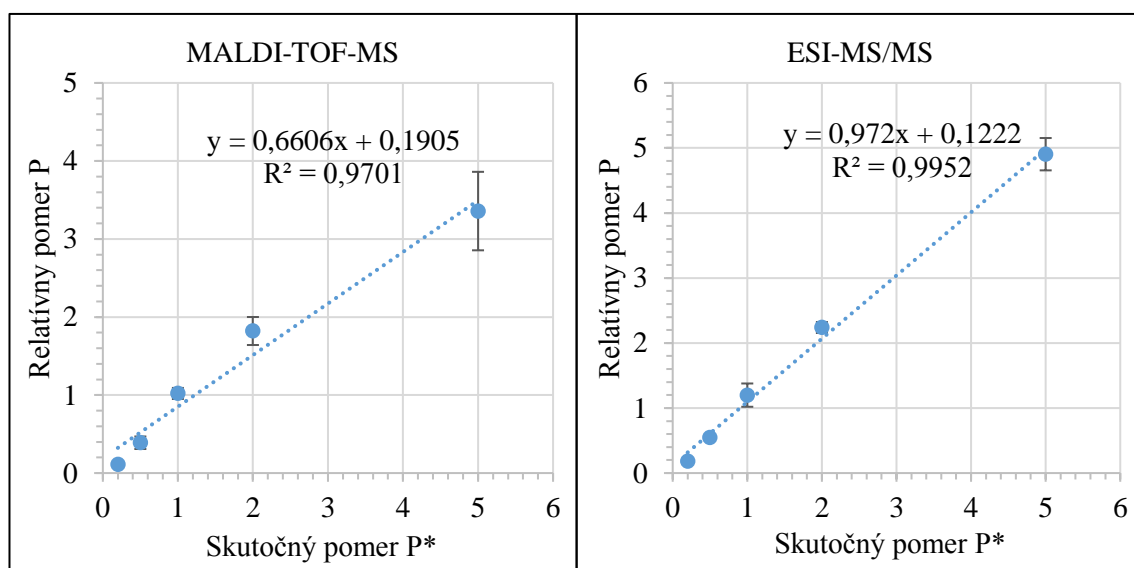 MALDI-TOF-MS
y = 0,6606x + 0,1905
R² = 0,9701
5
4
3
2
1
0
0 1 2 3 4 5 6
Relatívny pomer P
Skutočný pomer P*
ESI-MS/MS
y = 0,972x + 0,1222
R² = 0,9952
6
5
4
3
2
1
0
0 1 2 3 4 5 6
Relatívny pomer P
Skutočný pomer P*